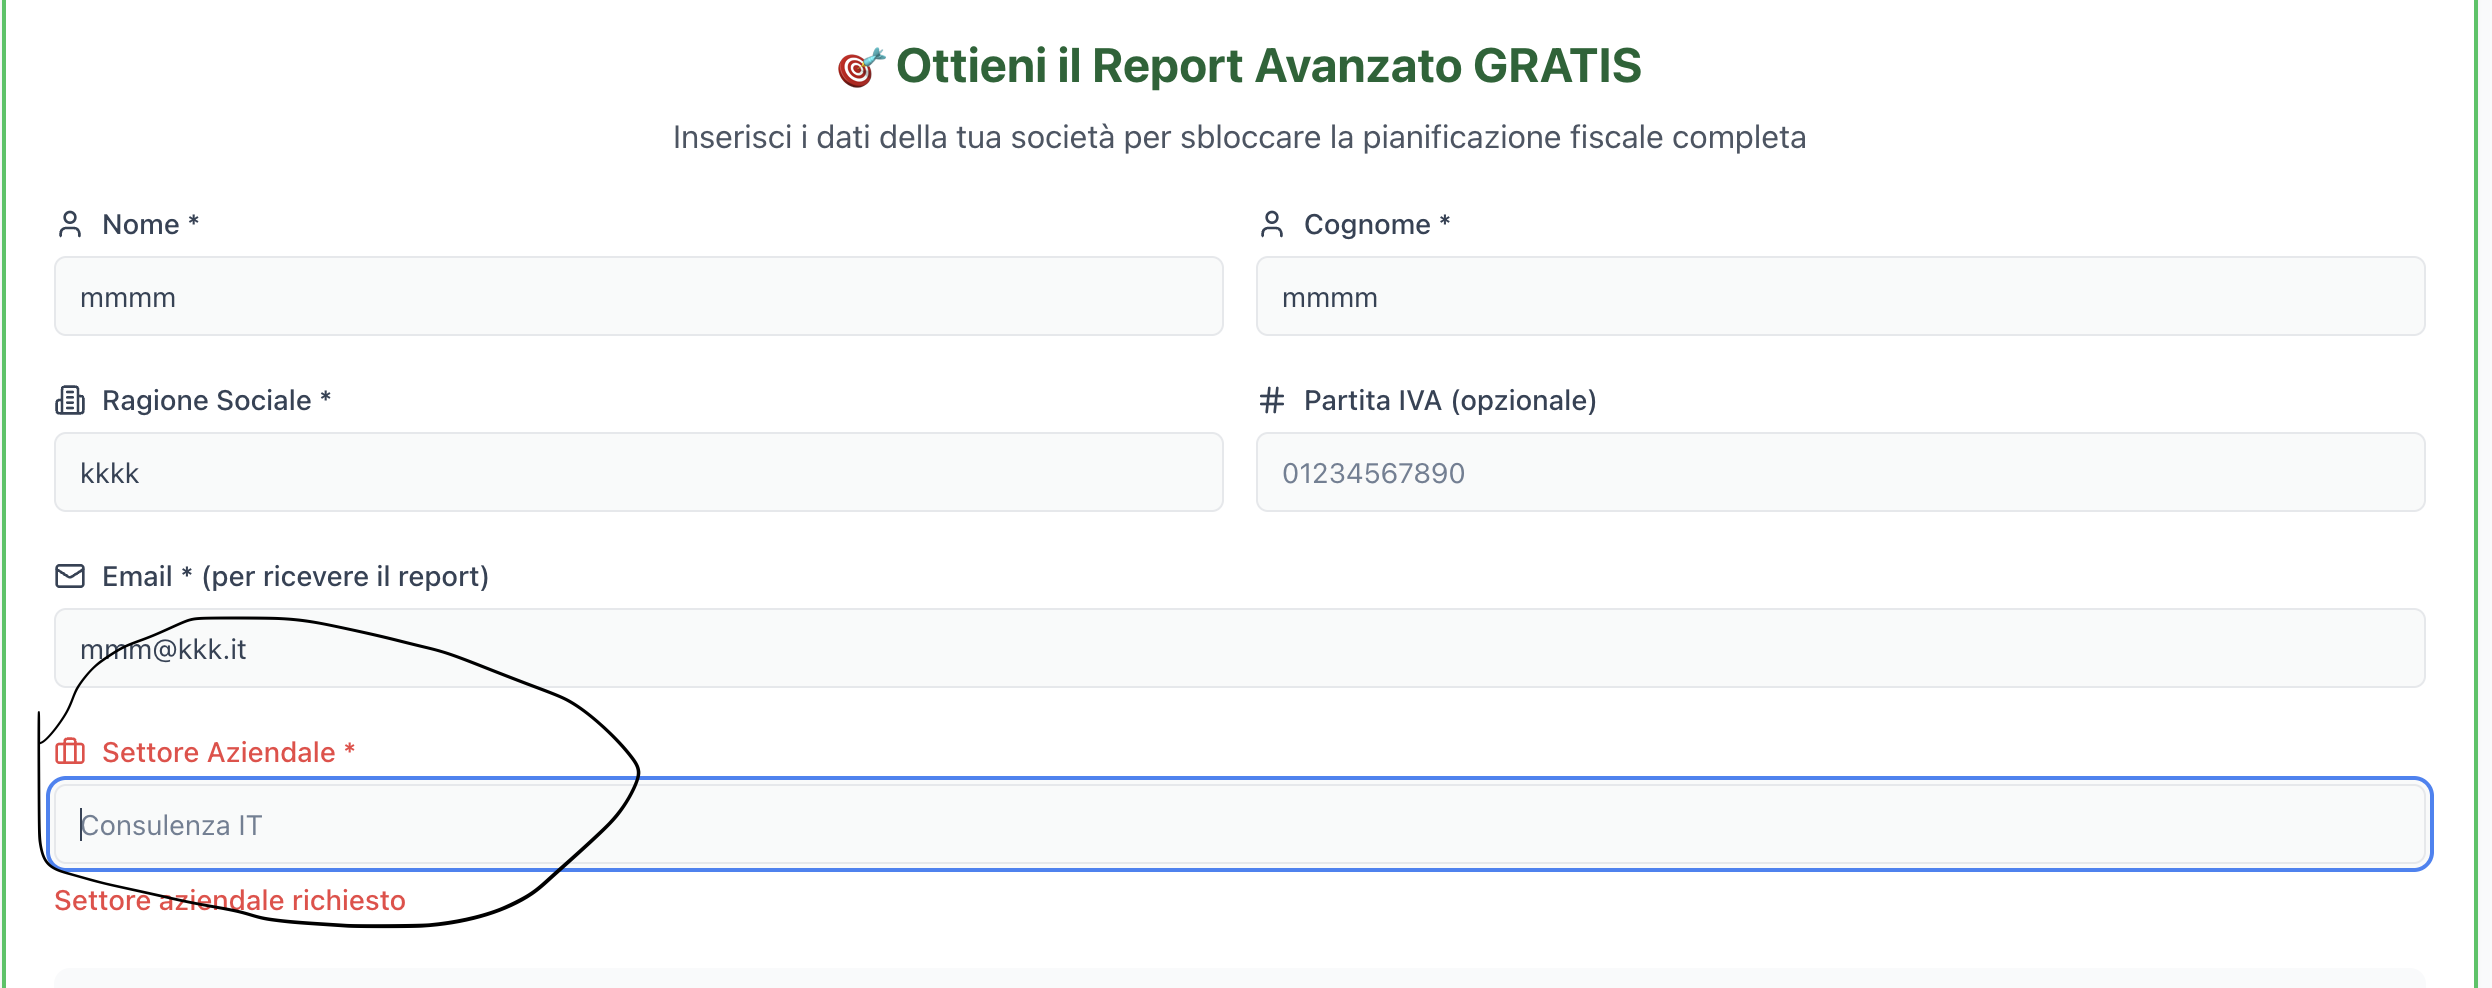 🎯 Ottieni il Report Avanzato GRATIS
Inserisci i dati della tua società per sbloccare la pianificazione fiscale completa
Nome *
Cognome *
mmmm
mmmm
Ragione Sociale *
Partita IVA (opzionale)
kkkk
01234567890
Email * (per ricevere il report)
mmm@kkk.it
Settore Aziendale *
Consulenza IT
Settore aziendale richiesto